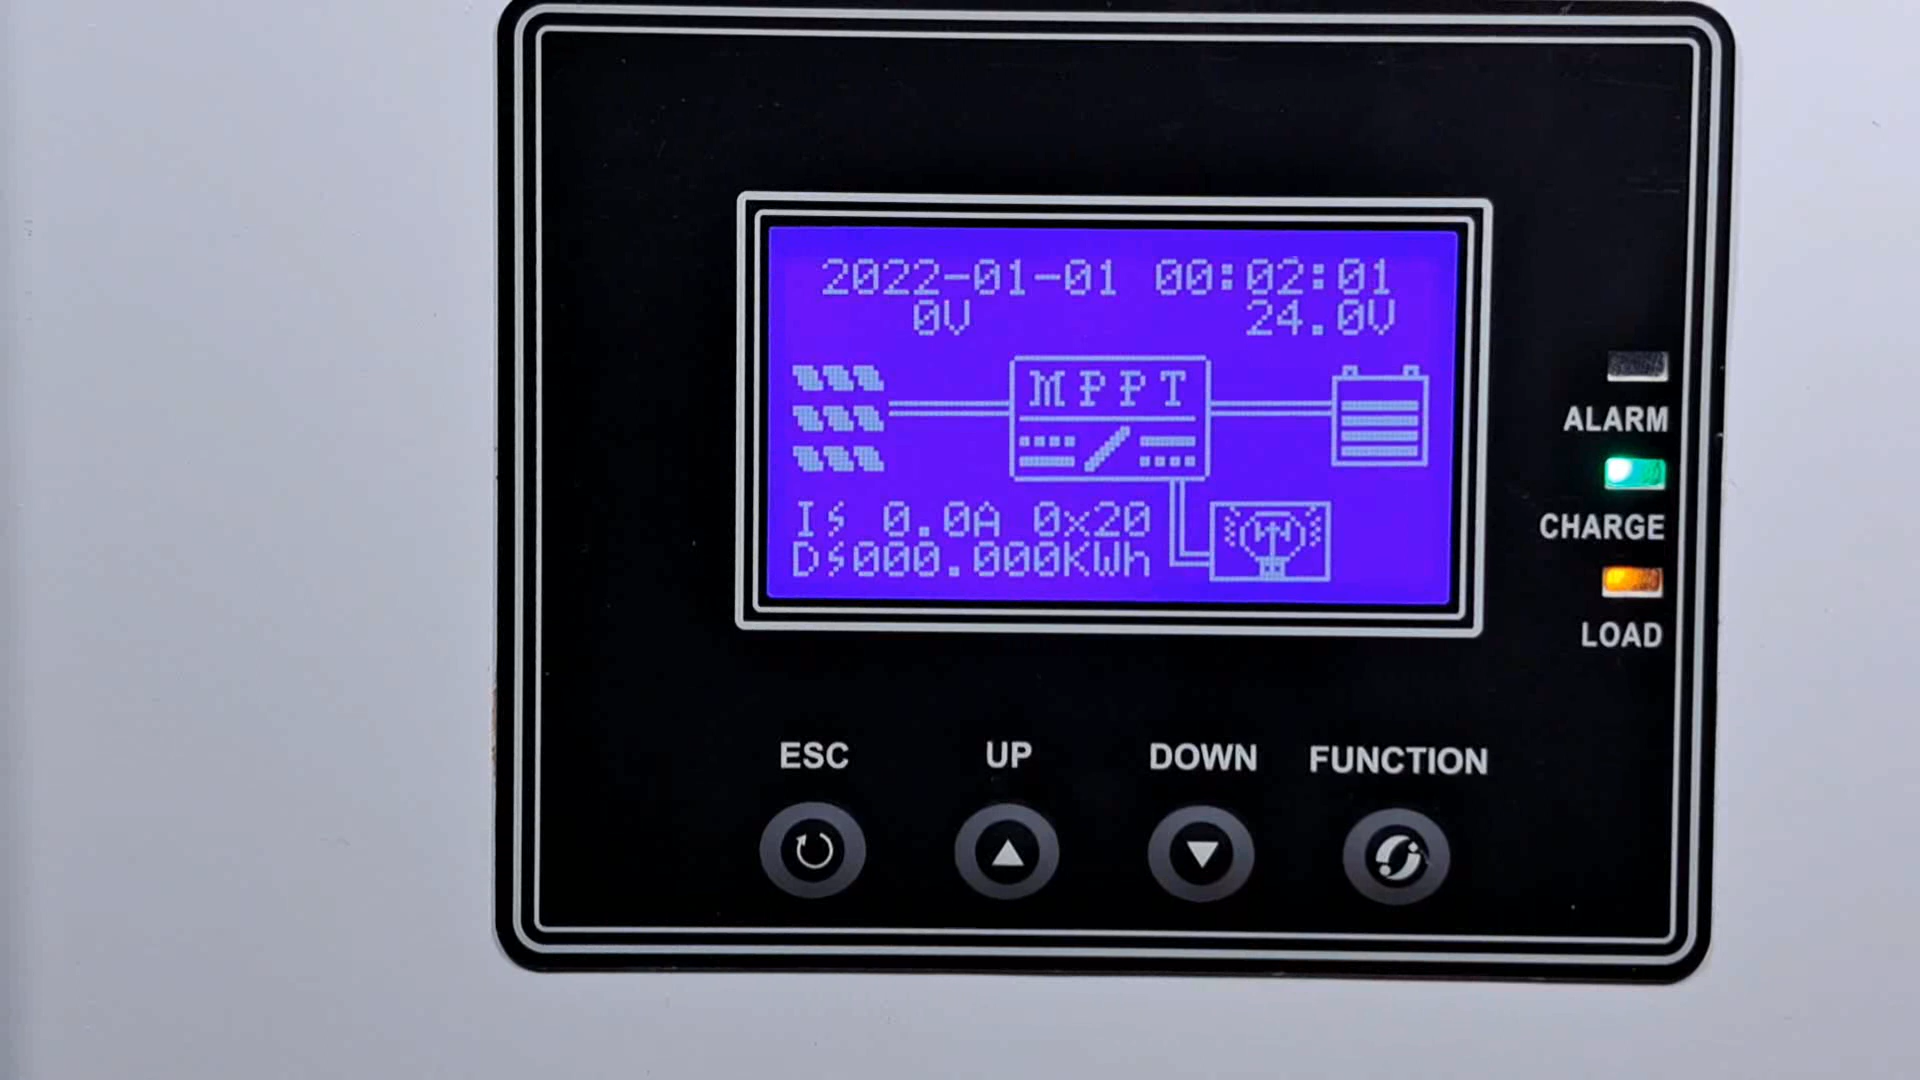 2022-01-01 00:02:01
0V 24.0V
MPPT
I⚡ 0.0A 0x20
D⚡000.000KWh
ALARM
CHARGE
LOAD
ESC UP DOWN FUNCTION